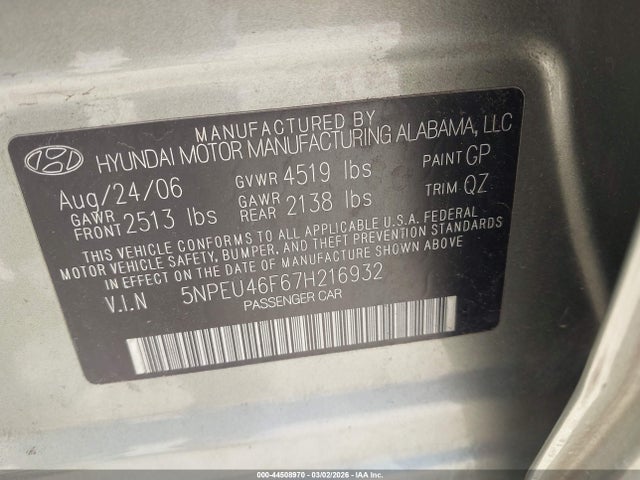 MANUFACTURED BY
HYUNDAI MOTOR MANUFACTURING ALABAMA, LLC
Aug/24/06 GVWR 4519 lbs PAINT GP
GAWR FRONT 2513 lbs GAWR REAR 2138 lbs TRIM QZ
THIS VEHICLE CONFORMS TO ALL APPLICABLE U.S.A. FEDERAL
MOTOR VEHICLE SAFETY, BUMPER, AND THEFT PREVENTION STANDARDS
IN EFFECT ON THE DATE OF MANUFACTURE SHOWN ABOVE
V.I.N 5NPEU46F67H216932
PASSENGER CAR
000-44508970 | 03/02/2026 | IAA Inc.